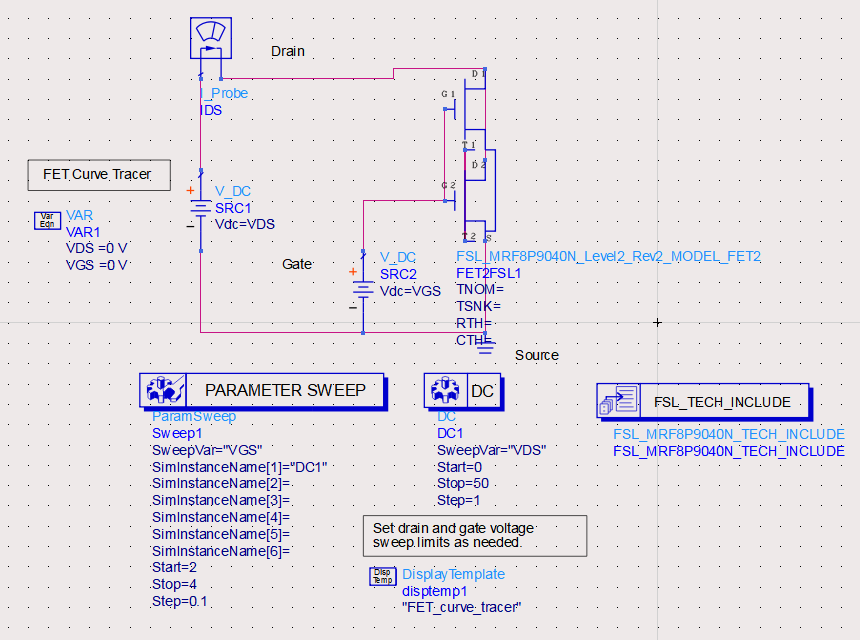 Drain
D 1
G 1
I_Probe
IDS
T 1
D 2
FET Curve Tracer
G 2
V_DC
SRC1
Vdc=VDS
Var
Eqn
VAR
VAR1
VDS =0 V
VGS =0 V
T 2
S
Gate
V_DC
SRC2
Vdc=VGS
FSL_MRF8P9040N_Level2_Rev2_MODEL_FET2
FET2FSL1
TNOM=
TSNK=
RTH=
CTH=
Source
PARAMETER SWEEP
ParamSweep
Sweep1
SweepVar="VGS"
SimInstanceName[1]="DC1"
SimInstanceName[2]=
SimInstanceName[3]=
SimInstanceName[4]=
SimInstanceName[5]=
SimInstanceName[6]=
Start=2
Stop=4
Step=0.1
DC
DC
DC1
SweepVar="VDS"
Start=0
Stop=50
Step=1
FSL_TECH_INCLUDE
FSL_MRF8P9040N_TECH_INCLUDE
FSL_MRF8P9040N_TECH_INCLUDE
Set drain and gate voltage
sweep limits as needed.
Disp
Temp
DisplayTemplate
disptemp1
"FET_curve_tracer"